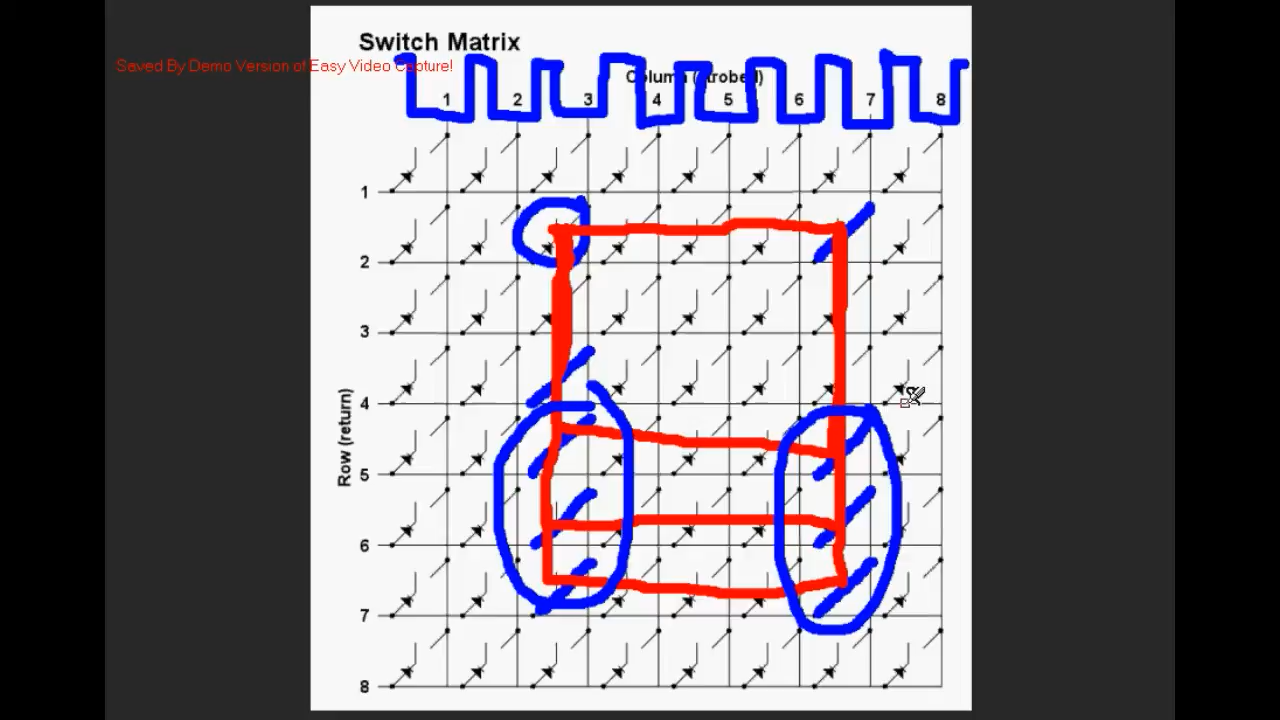 Switch Matrix
Saved By Demo Version of Easy Video Capture!
Column (strobed)
1 2 3 4 5 6 7 8
1
2
3
4
Row (return)
5
6
7
8